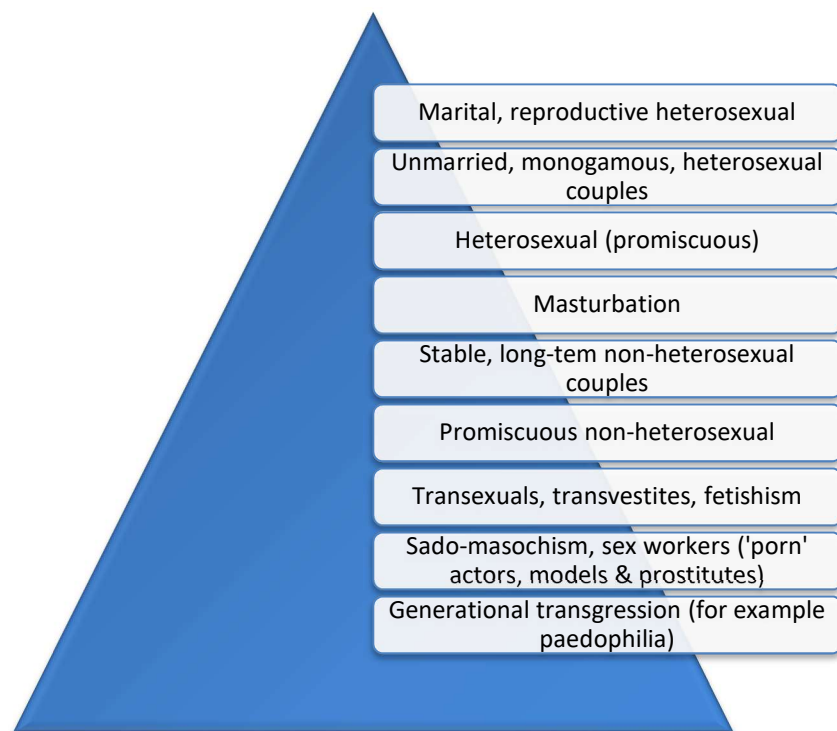 Marital, reproductive heterosexual
Unmarried, monogamous, heterosexual
couples
Heterosexual (promiscuous)
Masturbation
Stable, long-tem non-heterosexual
couples
Promiscuous non-heterosexual
Transexuals, transvestites, fetishism
Sado-masochism, sex workers ('porn'
actors, models & prostitutes)
Generational transgression (for example
paedophilia)